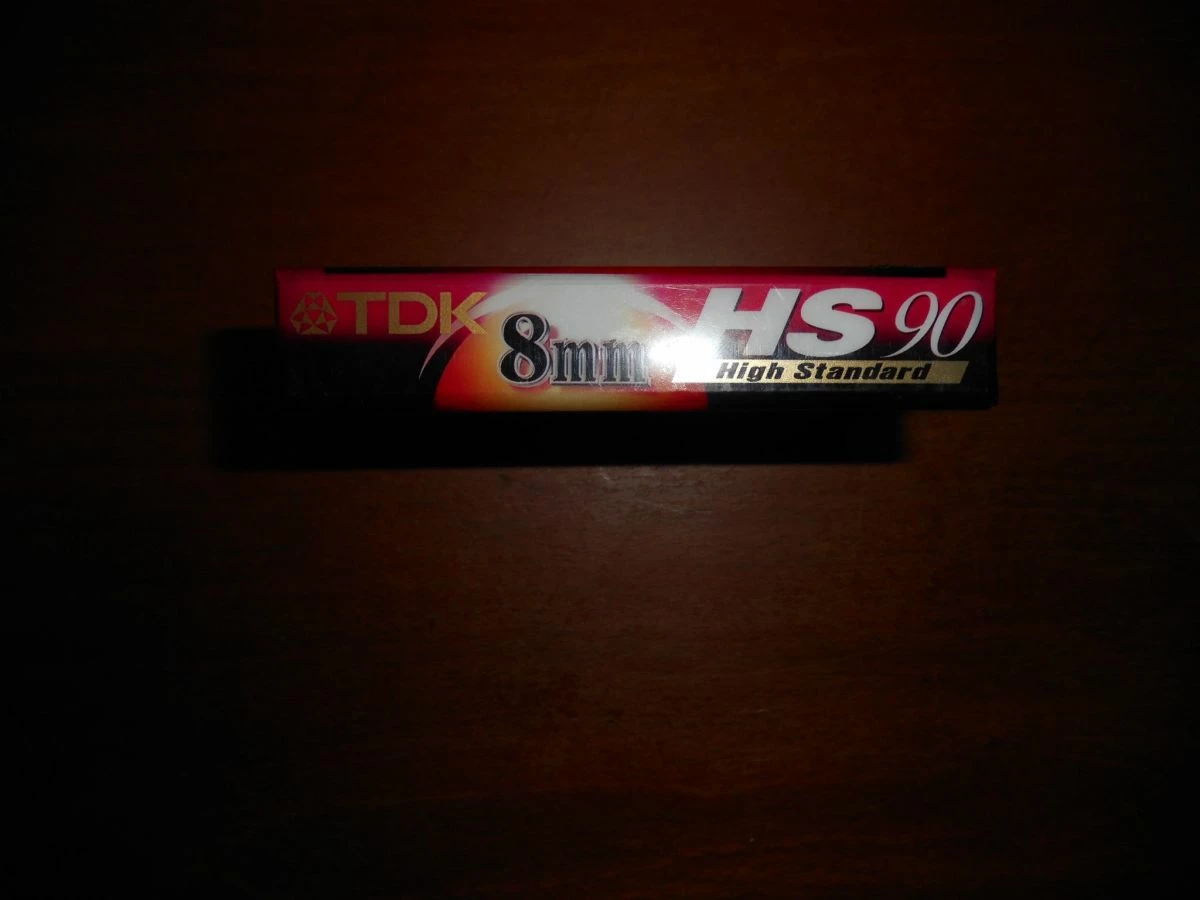 TDK 8mm HS 90
High Standard